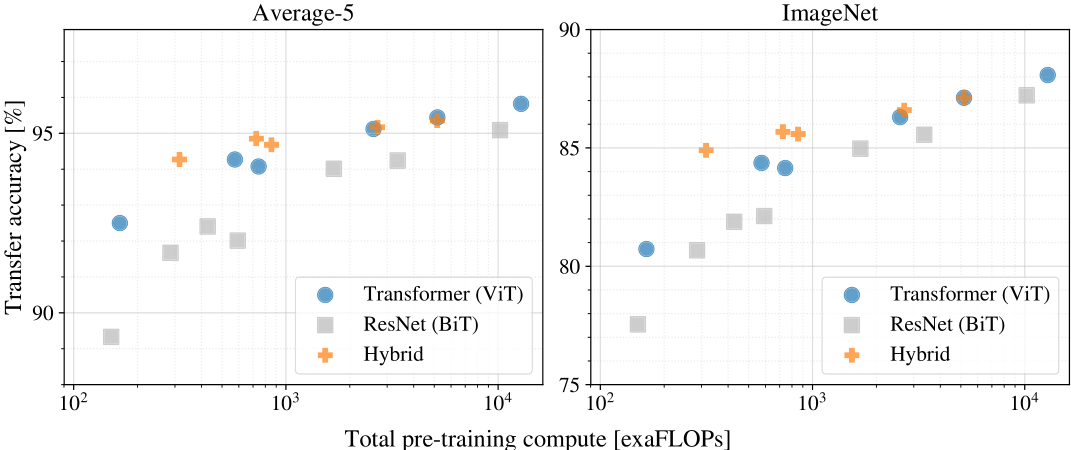 Average-5
ImageNet
Transfer accuracy [%]
95
90
10²
10³
10⁴
Transformer (ViT)
ResNet (BiT)
Hybrid
90
85
80
75
10²
10³
10⁴
Transformer (ViT)
ResNet (BiT)
Hybrid
Total pre-training compute [exaFLOPs]